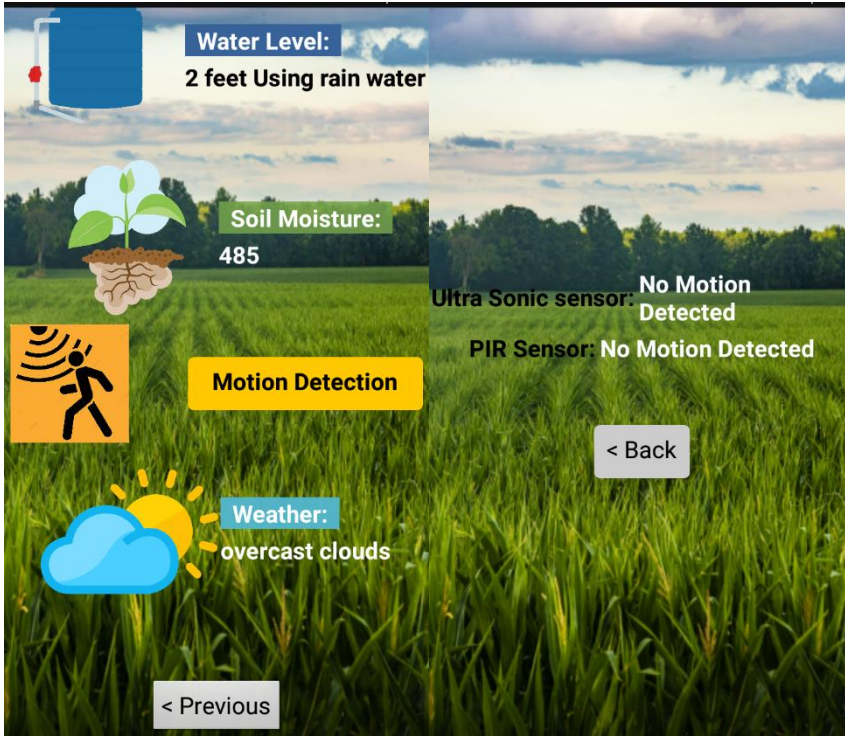 Water Level:
2 feet Using rain water
Soil Moisture:
485
Motion Detection
Weather:
overcast clouds
< Previous
Ultra Sonic sensor: No Motion
Detected
PIR Sensor: No Motion Detected
< Back